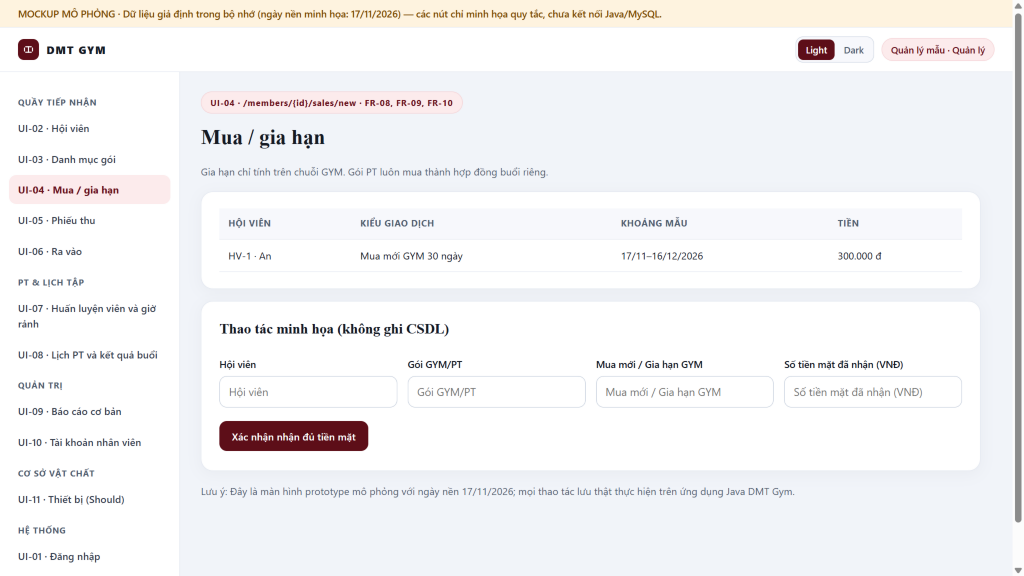 MOCKUP MÔ PHỎNG · Dữ liệu giả định trong bộ nhớ (ngày nền minh họa: 17/11/2026) — các nút chỉ minh họa quy tắc, chưa kết nối Java/MySQL.
DMT GYM
Light
Dark
Quản lý mẫu · Quản lý
QUẦY TIẾP NHẬN
UI-02 · Hội viên
UI-03 · Danh mục gói
UI-04 · Mua / gia hạn
UI-05 · Phiếu thu
UI-06 · Ra vào
PT & LỊCH TẬP
UI-07 · Huấn luyện viên và giờ
rảnh
UI-08 · Lịch PT và kết quả buổi
QUẢN TRỊ
UI-09 · Báo cáo cơ bản
UI-10 · Tài khoản nhân viên
CƠ SỞ VẬT CHẤT
UI-11 · Thiết bị (Should)
HỆ THỐNG
UI-01 · Đăng nhập
UI-04 · /members/{id}/sales/new · FR-08, FR-09, FR-10
Mua / gia hạn
Gia hạn chỉ tính trên chuỗi GYM. Gói PT luôn mua thành hợp đồng buổi riêng.
HỘI VIÊN KIỂU GIAO DỊCH KHOẢNG MẪU TIỀN
HV-1 · An Mua mới GYM 30 ngày 17/11–16/12/2026 300.000 đ
Thao tác minh họa (không ghi CSDL)
Hội viên Gói GYM/PT Mua mới / Gia hạn GYM Số tiền mặt đã nhận (VNĐ)
Hội viên Gói GYM/PT Mua mới / Gia hạn GYM Số tiền mặt đã nhận (VNĐ)
Xác nhận nhận đủ tiền mặt
Lưu ý: Đây là màn hình prototype mô phỏng với ngày nền 17/11/2026; mọi thao tác lưu thật thực hiện trên ứng dụng Java DMT Gym.